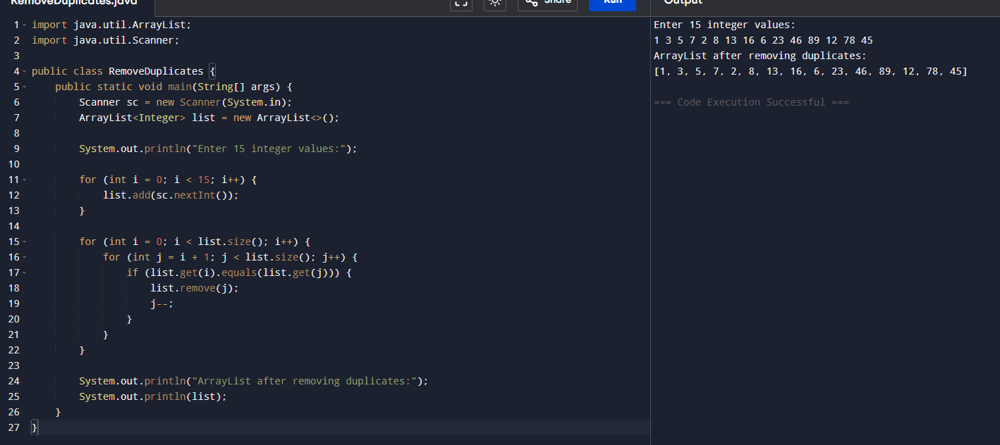 RemoveDuplicates.java
Share
Run
Output
1 import java.util.ArrayList;
2 import java.util.Scanner;
3
4 public class RemoveDuplicates {
5     public static void main(String[] args) {
6         Scanner sc = new Scanner(System.in);
7         ArrayList<Integer> list = new ArrayList<>();
8
9         System.out.println("Enter 15 integer values:");
10
11         for (int i = 0; i < 15; i++) {
12             list.add(sc.nextInt());
13         }
14
15         for (int i = 0; i < list.size(); i++) {
16             for (int j = i + 1; j < list.size(); j++) {
17                 if (list.get(i).equals(list.get(j))) {
18                     list.remove(j);
19                     j--;
20                 }
21             }
22         }
23
24         System.out.println("ArrayList after removing duplicates:");
25         System.out.println(list);
26     }
27 }
Enter 15 integer values:
1 3 5 7 2 8 13 16 6 23 46 89 12 78 45
ArrayList after removing duplicates:
[1, 3, 5, 7, 2, 8, 13, 16, 6, 23, 46, 89, 12, 78, 45]
=== Code Execution Successful ===